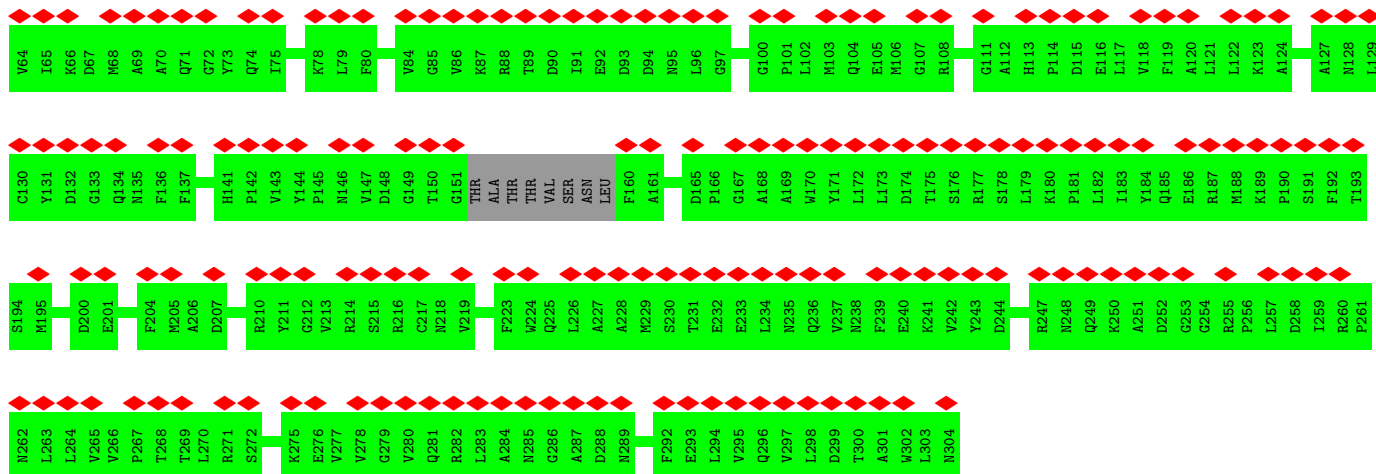 V64 I65 K66 D67 M68 A69 A70 Q71 G72 Y73 Q74 I75 K78 L79 F80 V84 G85 V86 K87 R88 T89 D90 I91 E92 D93 D94 N95 L96 G97 G100 P101 L102 M103 Q104 E105 M106 G107 R108 G111 A112 H113 P114 D115 E116 L117 V118 F119 A120 L121 L122 K123 A124 A127 N128 L129
C130 Y131 D132 G133 Q134 N135 F136 F137 H141 P142 V143 Y144 P145 N146 V147 D148 G149 T150 G151 THR ALA THR THR VAL SER ASN LEU F160 A161 D165 P166 G167 A168 A169 W170 Y171 L172 L173 D174 T175 S176 R177 S178 L179 K180 P181 L182 I183 Y184 Q185 E186 R187 M188 K189 P190 S191 F192 T193
S194 M195 D200 E201 F204 M205 A206 D207 R210 Y211 G212 V213 R214 S215 R216 C217 N218 V219 F223 W224 Q225 L226 A227 A228 M229 S230 T231 E232 E233 L234 N235 Q236 V237 N238 F239 E240 K241 V242 Y243 D244 R247 N248 Q249 K250 A251 D252 G253 G254 R255 P256 L257 D258 I259 R260 P261
N262 L263 L264 V265 V266 P267 T268 T269 L270 R271 S272 K275 E276 V277 V278 G279 V280 Q281 R282 L283 A284 N285 G286 A287 D288 N289 F292 E293 L294 V295 Q296 V297 L298 D299 T300 A301 W302 L303 N304